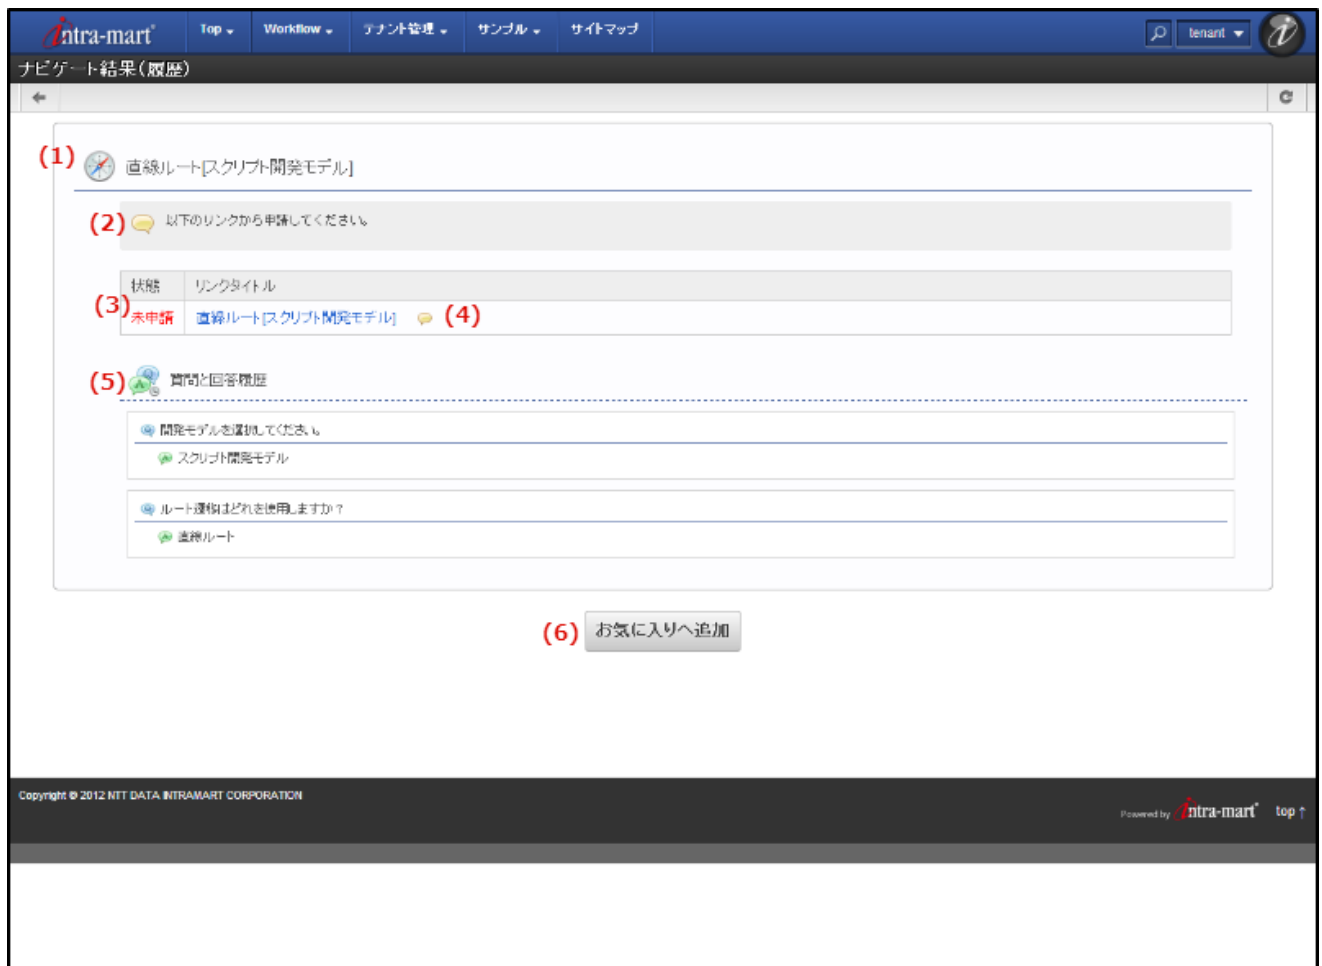 intra-mart Top Workflow テナント管理 サンプル サイトマップ tenant
ナビゲート結果(履歴)
(1) 直線ルート[スクリプト開発モデル]
(2) 以下のリンクから申請してください。
状態 リンクタイトル
(3) 未申請 直線ルート[スクリプト開発モデル] (4)
(5) 質問と回答履歴
開発モデルを選択してください。
スクリプト開発モデル
ルート遷移はどれを使用しますか？
直線ルート
(6) お気に入りへ追加
Copyright © 2012 NTT DATA INTRAMART CORPORATION
Powered by intra-mart top ↑